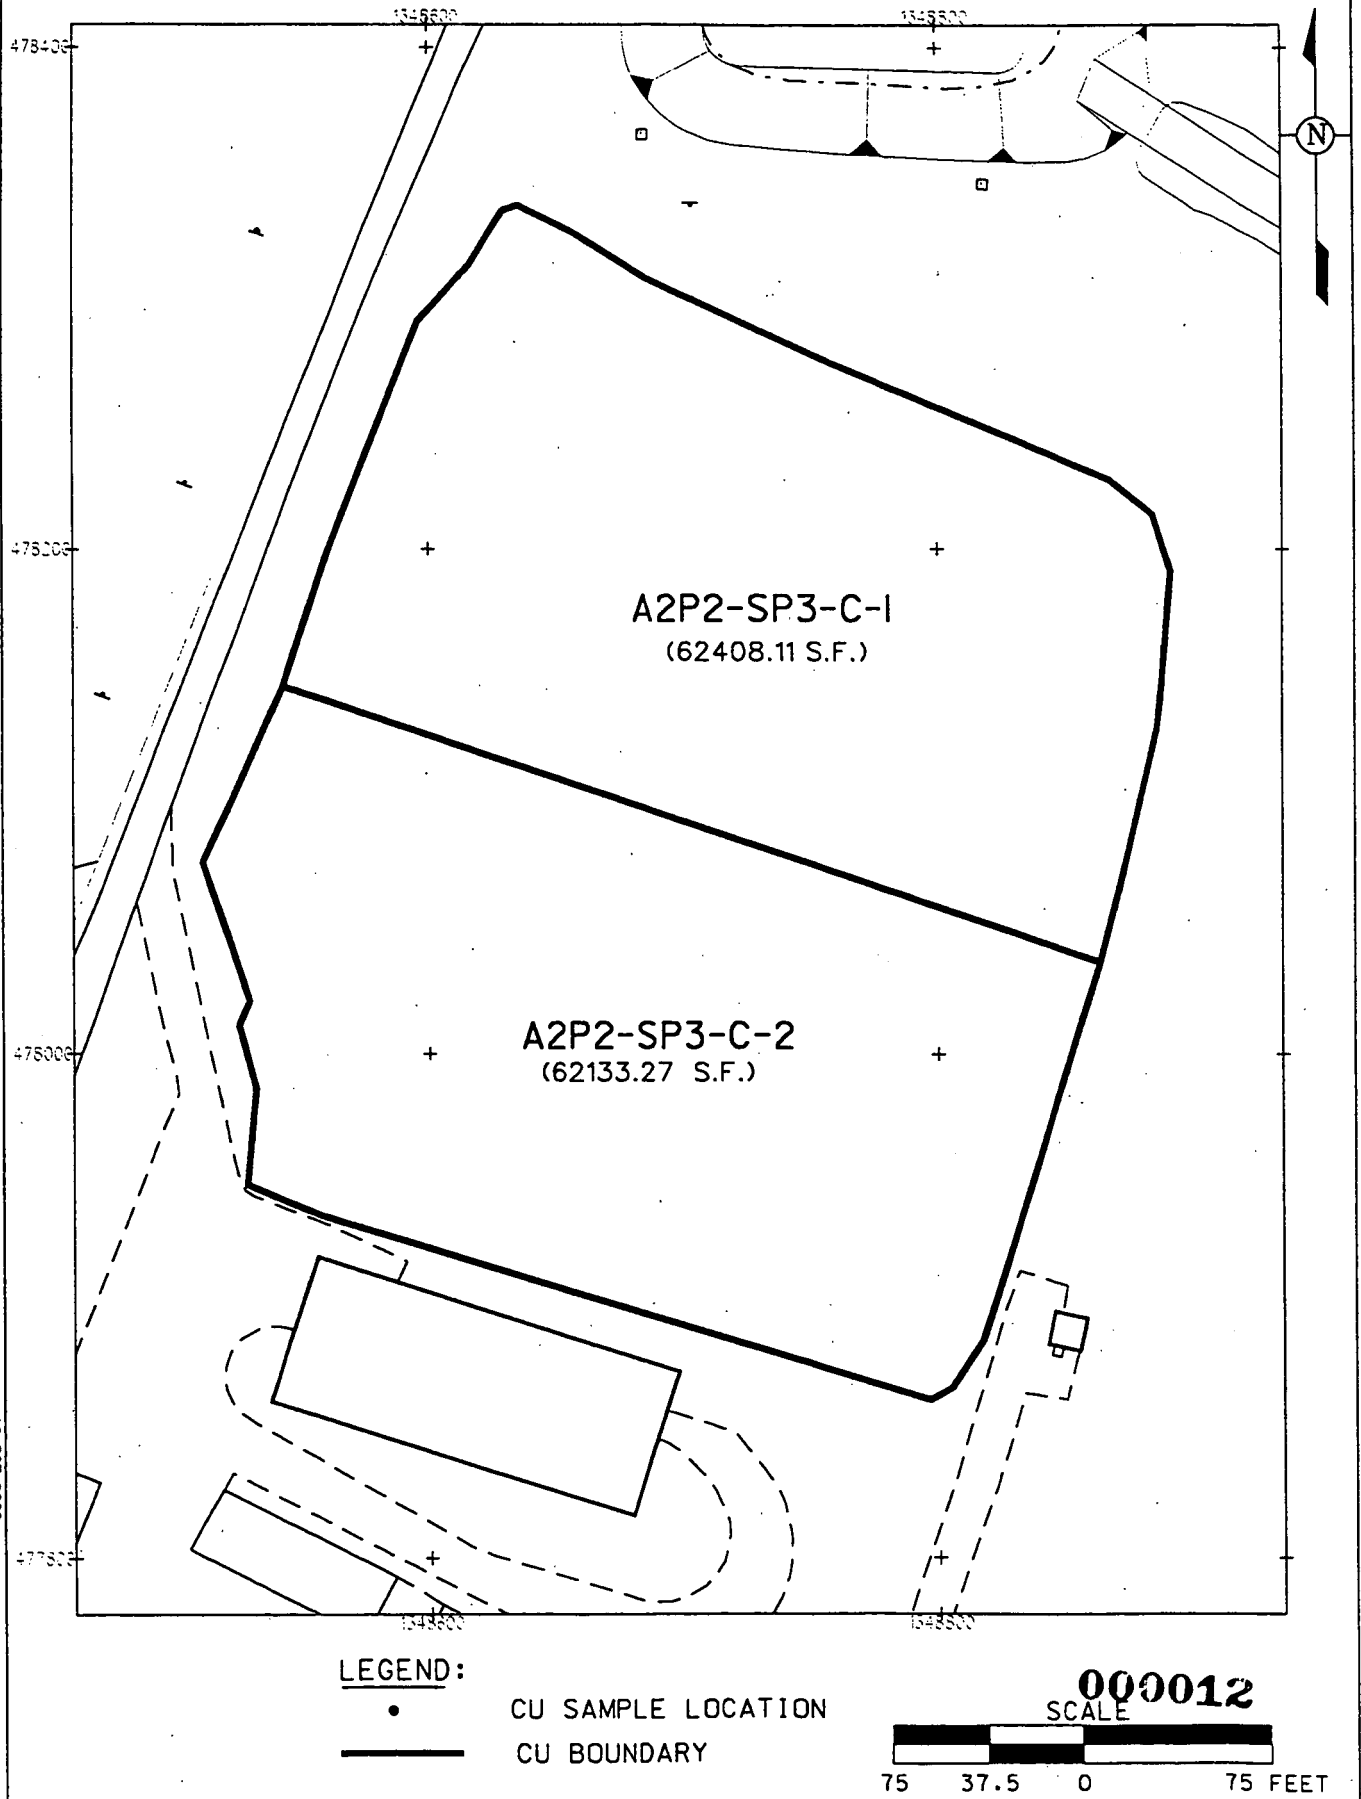 N
A2P2-SP3-C-1
(62408.11 S.F.)
A2P2-SP3-C-2
(62133.27 S.F.)
LEGEND:
CU SAMPLE LOCATION
CU BOUNDARY
000012
SCALE
75 37.5 0 75 FEET